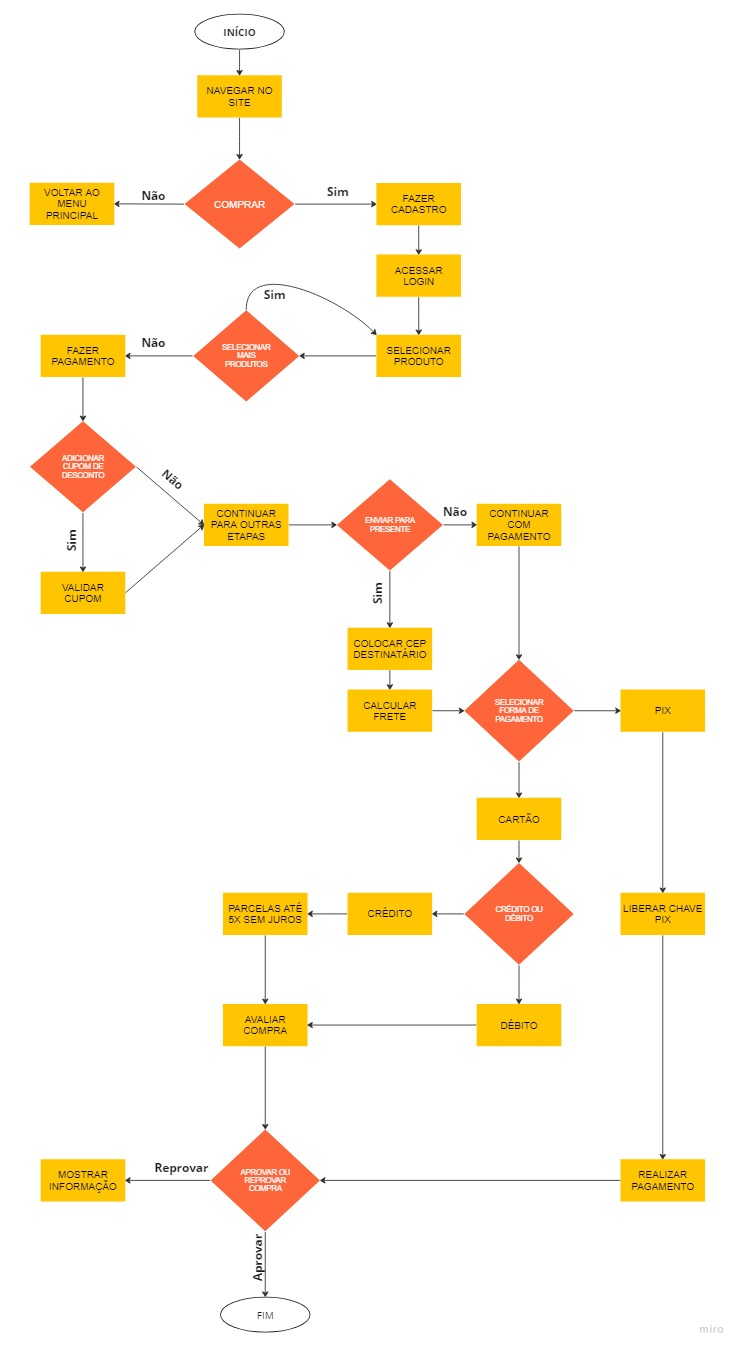 INÍCIO
NAVEGAR NO
SITE
COMPRAR
Não
VOLTAR AO
MENU
PRINCIPAL
Sim
FAZER
CADASTRO
ACESSAR
LOGIN
SELECIONAR
PRODUTO
SELECIONAR
MAIS
PRODUTOS
Sim
Não
FAZER
PAGAMENTO
ADICIONAR
CUPOM DE
DESCONTO
Não
Sim
VALIDAR
CUPOM
CONTINUAR
PARA OUTRAS
ETAPAS
ENVIAR PARA
PRESENTE
Não
CONTINUAR
COM
PAGAMENTO
Sim
COLOCAR CEP
DESTINATÁRIO
CALCULAR
FRETE
SELECIONAR
FORMA DE
PAGAMENTO
PIX
CARTÃO
CRÉDITO OU
DÉBITO
CRÉDITO
PARCELAS ATÉ
5X SEM JUROS
LIBERAR CHAVE
PIX
DÉBITO
AVALIAR
COMPRA
REALIZAR
PAGAMENTO
APROVAR OU
REPROVAR
COMPRA
Reprovar
MOSTRAR
INFORMAÇÃO
Aprovar
FIM
miro